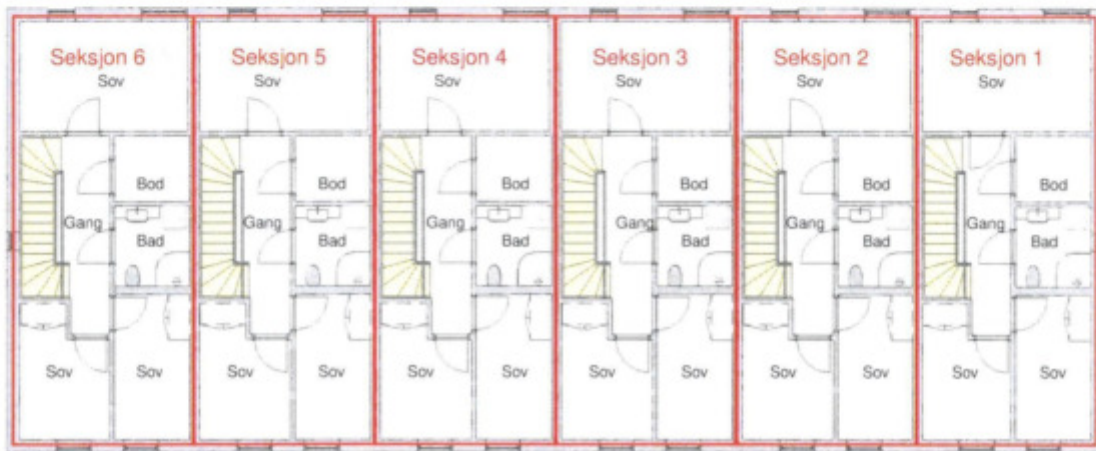 Seksjon 6 Seksjon 5 Seksjon 4 Seksjon 3 Seksjon 2 Seksjon 1
Sov Sov Sov Sov Sov Sov
Bod Bod Bod Bod Bod Bod
Gang Gang Gang Gang Gang Gang
Bad Bad Bad Bad Bad Bad
Sov Sov Sov Sov Sov Sov Sov Sov Sov Sov Sov Sov